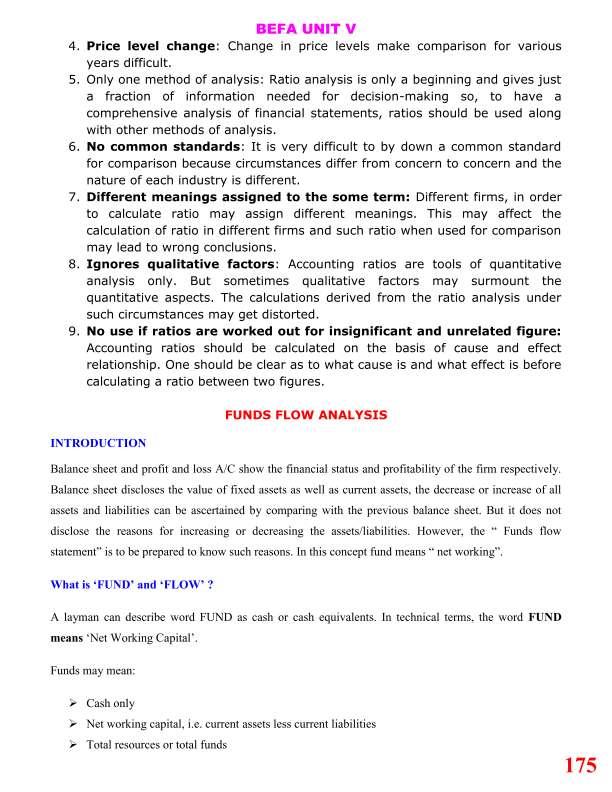 BEFA UNIT V
4. Price level change: Change in price levels make comparison for various
years difficult.
5. Only one method of analysis: Ratio analysis is only a beginning and gives just
a fraction of information needed for decision-making so, to have a
comprehensive analysis of financial statements, ratios should be used along
with other methods of analysis.
6. No common standards: It is very difficult to by down a common standard
for comparison because circumstances differ from concern to concern and the
nature of each industry is different.
7. Different meanings assigned to the some term: Different firms, in order
to calculate ratio may assign different meanings. This may affect the
calculation of ratio in different firms and such ratio when used for comparison
may lead to wrong conclusions.
8. Ignores qualitative factors: Accounting ratios are tools of quantitative
analysis only. But sometimes qualitative factors may surmount the
quantitative aspects. The calculations derived from the ratio analysis under
such circumstances may get distorted.
9. No use if ratios are worked out for insignificant and unrelated figure:
Accounting ratios should be calculated on the basis of cause and effect
relationship. One should be clear as to what cause is and what effect is before
calculating a ratio between two figures.
FUNDS FLOW ANALYSIS
INTRODUCTION
Balance sheet and profit and loss A/C show the financial status and profitability of the firm respectively.
Balance sheet discloses the value of fixed assets as well as current assets, the decrease or increase of all
assets and liabilities can be ascertained by comparing with the previous balance sheet. But it does not
disclose the reasons for increasing or decreasing the assets/liabilities. However, the “ Funds flow
statement” is to be prepared to know such reasons. In this concept fund means “ net working”.
What is ‘FUND’ and ‘FLOW’ ?
A layman can describe word FUND as cash or cash equivalents. In technical terms, the word FUND
means ‘Net Working Capital’.
Funds may mean:
➢ Cash only
➢ Net working capital, i.e. current assets less current liabilities
➢ Total resources or total funds
175